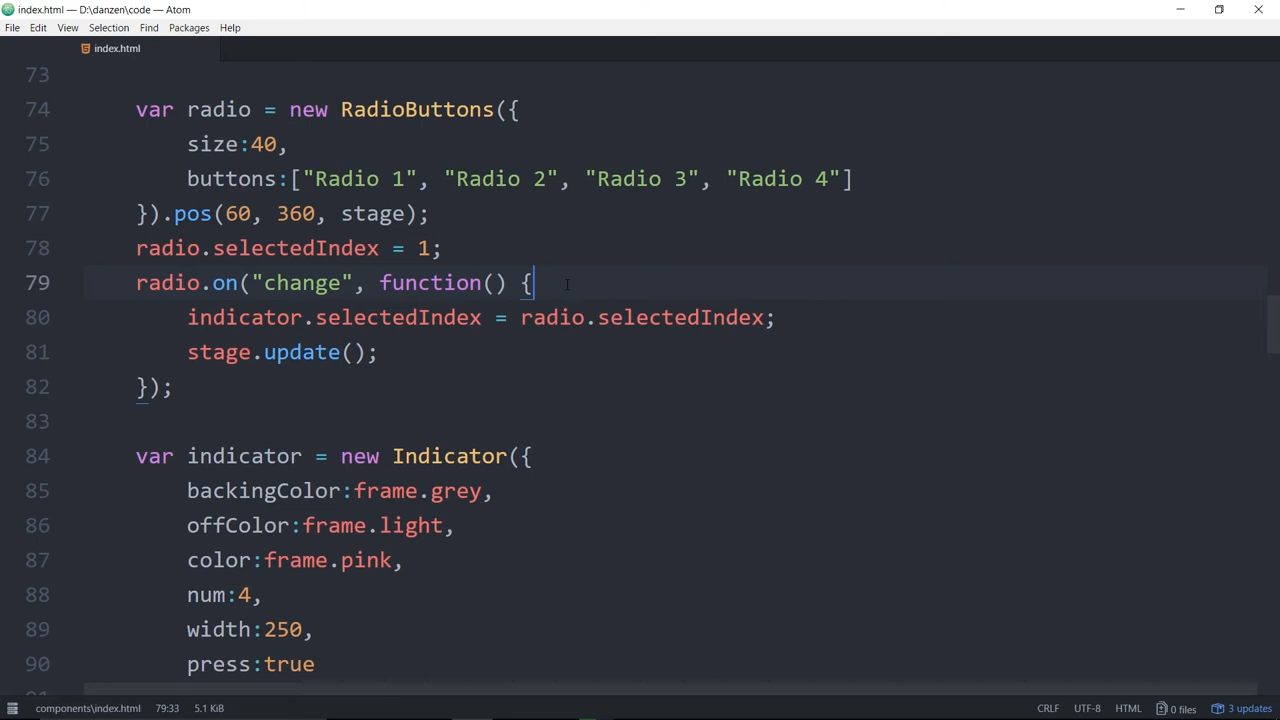 index.html — D:\danzen\code — Atom
File Edit View Selection Find Packages Help
index.html
73
74 var radio = new RadioButtons({
75 size:40,
76 buttons:["Radio 1", "Radio 2", "Radio 3", "Radio 4"]
77 }).pos(60, 360, stage);
78 radio.selectedIndex = 1;
79 radio.on("change", function() {
80 indicator.selectedIndex = radio.selectedIndex;
81 stage.update();
82 });
83
84 var indicator = new Indicator({
85 backingColor:frame.grey,
86 offColor:frame.light,
87 color:frame.pink,
88 num:4,
89 width:250,
90 press:true
components\index.html 79:33 5.1 KiB CRLF UTF-8 HTML 0 files 3 updates